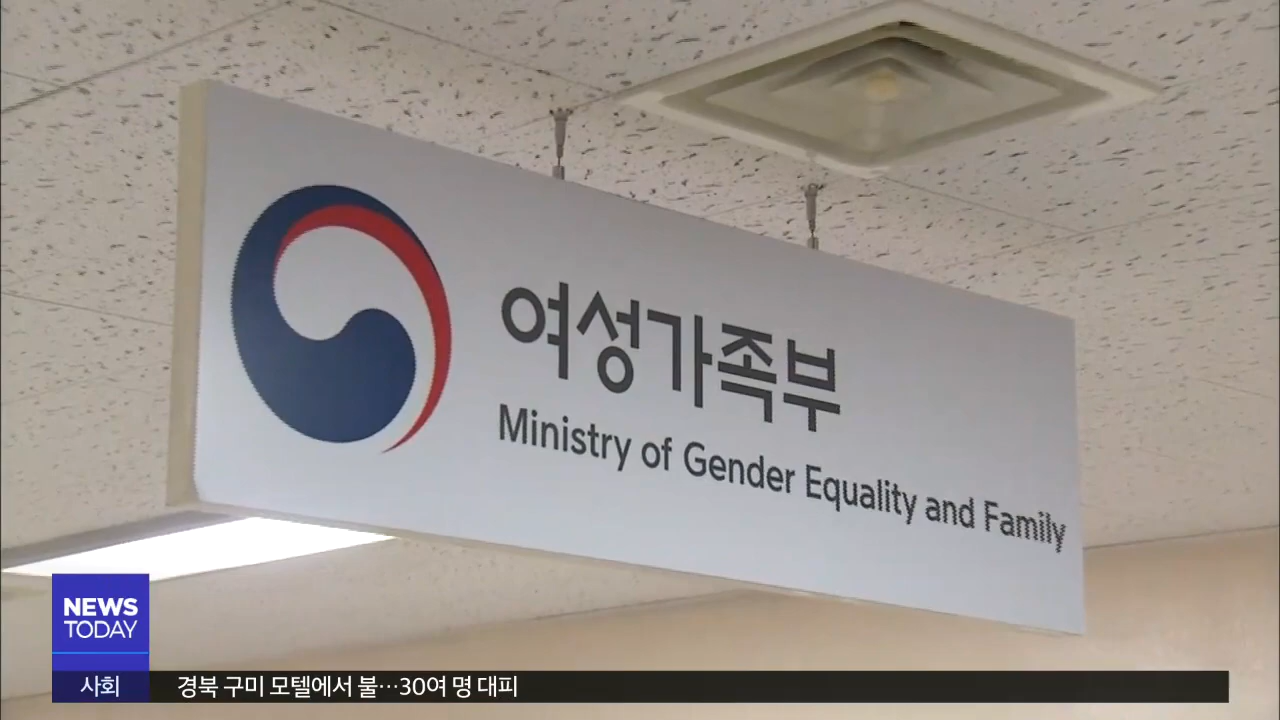 여성가족부
Ministry of Gender Equality and Family
NEWS
TODAY
사회
경북 구미 모텔에서 불…30여 명 대피